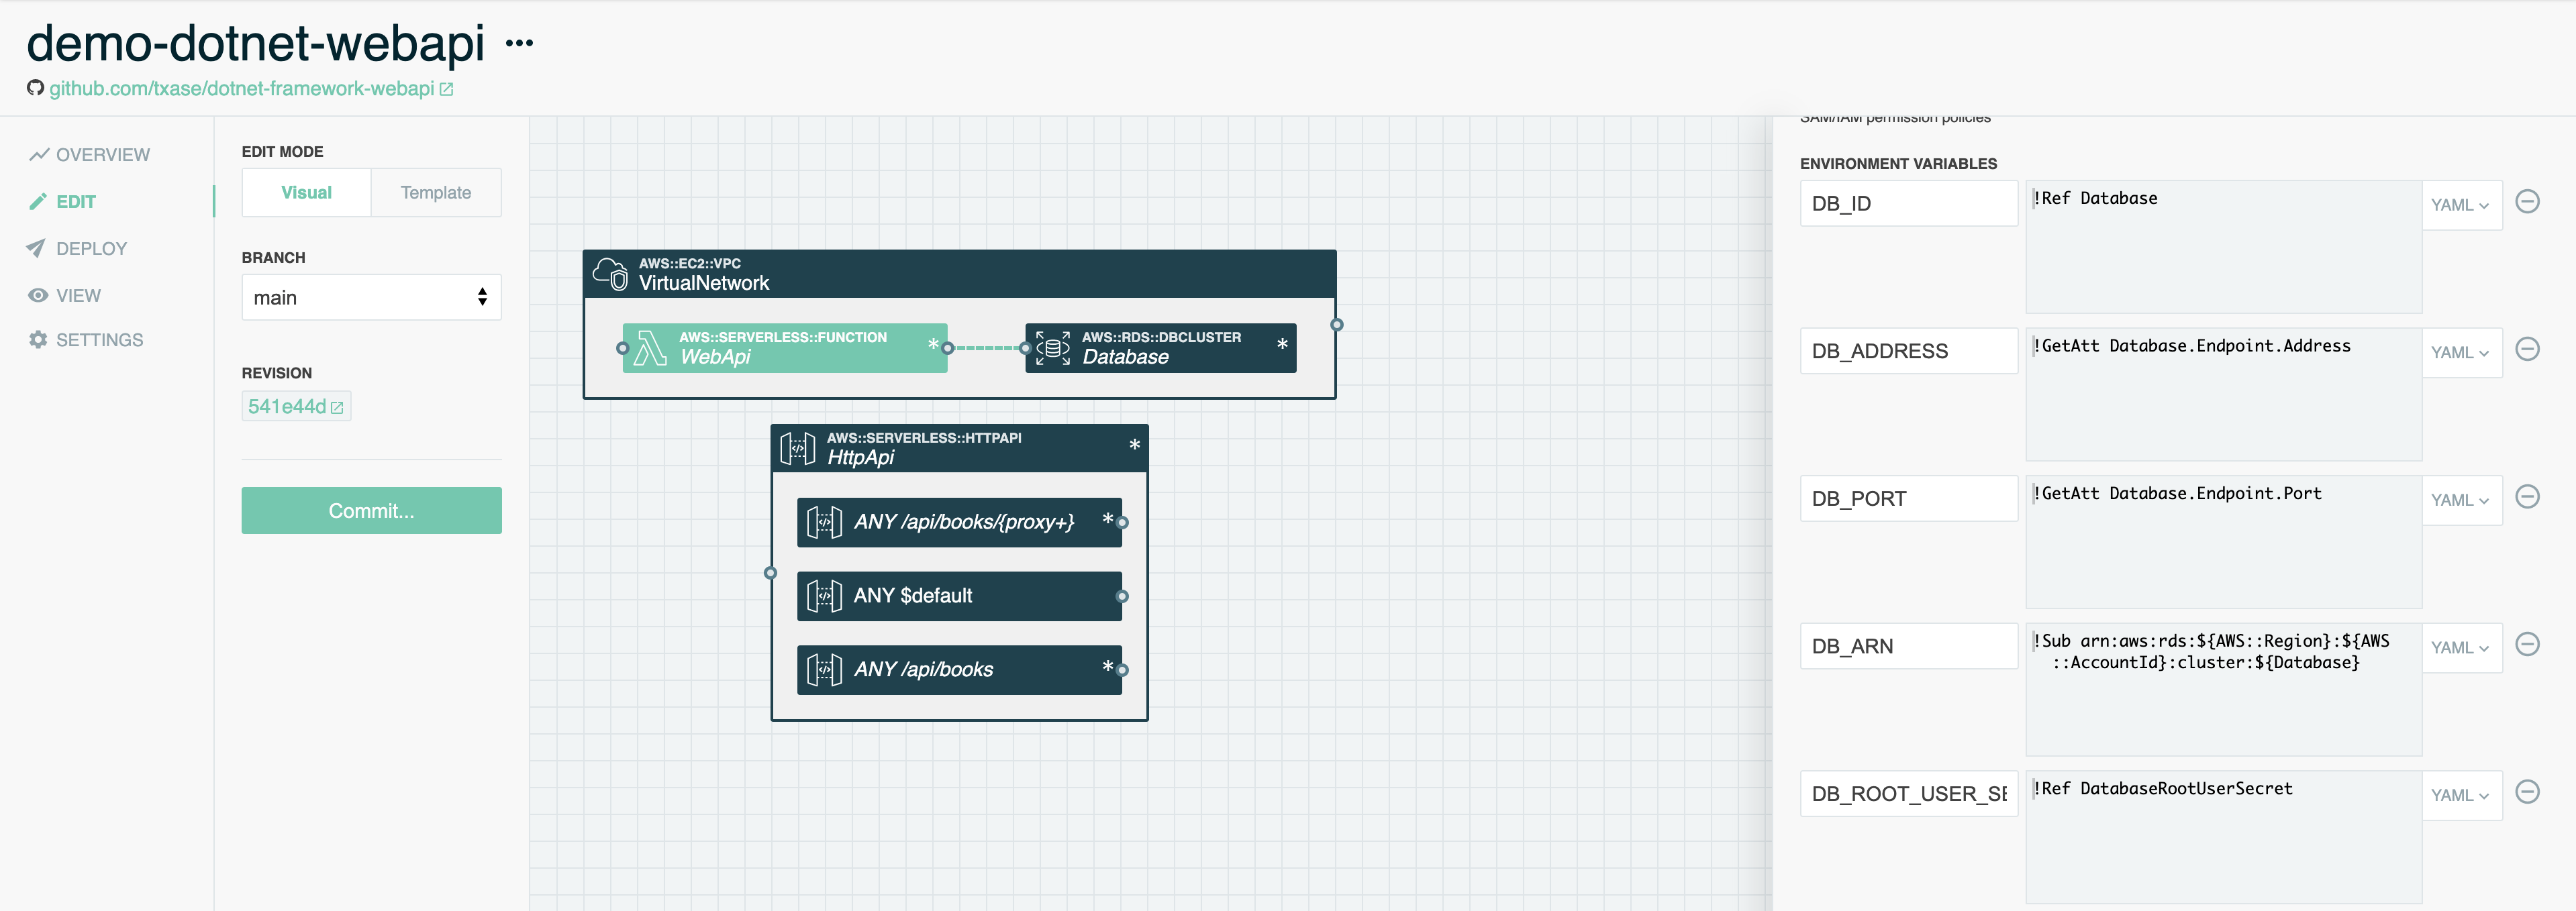 demo-dotnet-webapi ...
github.com/txase/dotnet-framework-webapi
OVERVIEW
EDIT
DEPLOY
VIEW
SETTINGS
EDIT MODE
Visual
Template
BRANCH
main
REVISION
541e44d
Commit...
AWS::EC2::VPC
VirtualNetwork
AWS::SERVERLESS::FUNCTION
WebApi
*
AWS::RDS::DBCLUSTER
Database
*
AWS::SERVERLESS::HTTPAPI
HttpApi
*
ANY /api/books/{proxy+}
*
ANY $default
ANY /api/books
*
SAM/IAM permission policies
ENVIRONMENT VARIABLES
DB_ID
!Ref Database
YAML
DB_ADDRESS
!GetAtt Database.Endpoint.Address
YAML
DB_PORT
!GetAtt Database.Endpoint.Port
YAML
DB_ARN
!Sub arn:aws:rds:${AWS::Region}:${AWS
::AccountId}:cluster:${Database}
YAML
DB_ROOT_USER_SE
!Ref DatabaseRootUserSecret
YAML